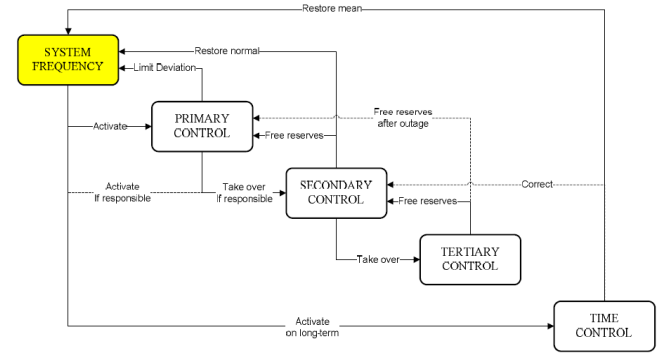 Restore mean
SYSTEM
FREQUENCY
Restore normal
Limit Deviation
PRIMARY
CONTROL
Free reserves
after outage
Activate
Free reserves
SECONDARY
CONTROL
Activate
If responsible
Take over
If responsible
Correct
Free reserves
TERTIARY
CONTROL
Take over
TIME
CONTROL
Activate
on long-term